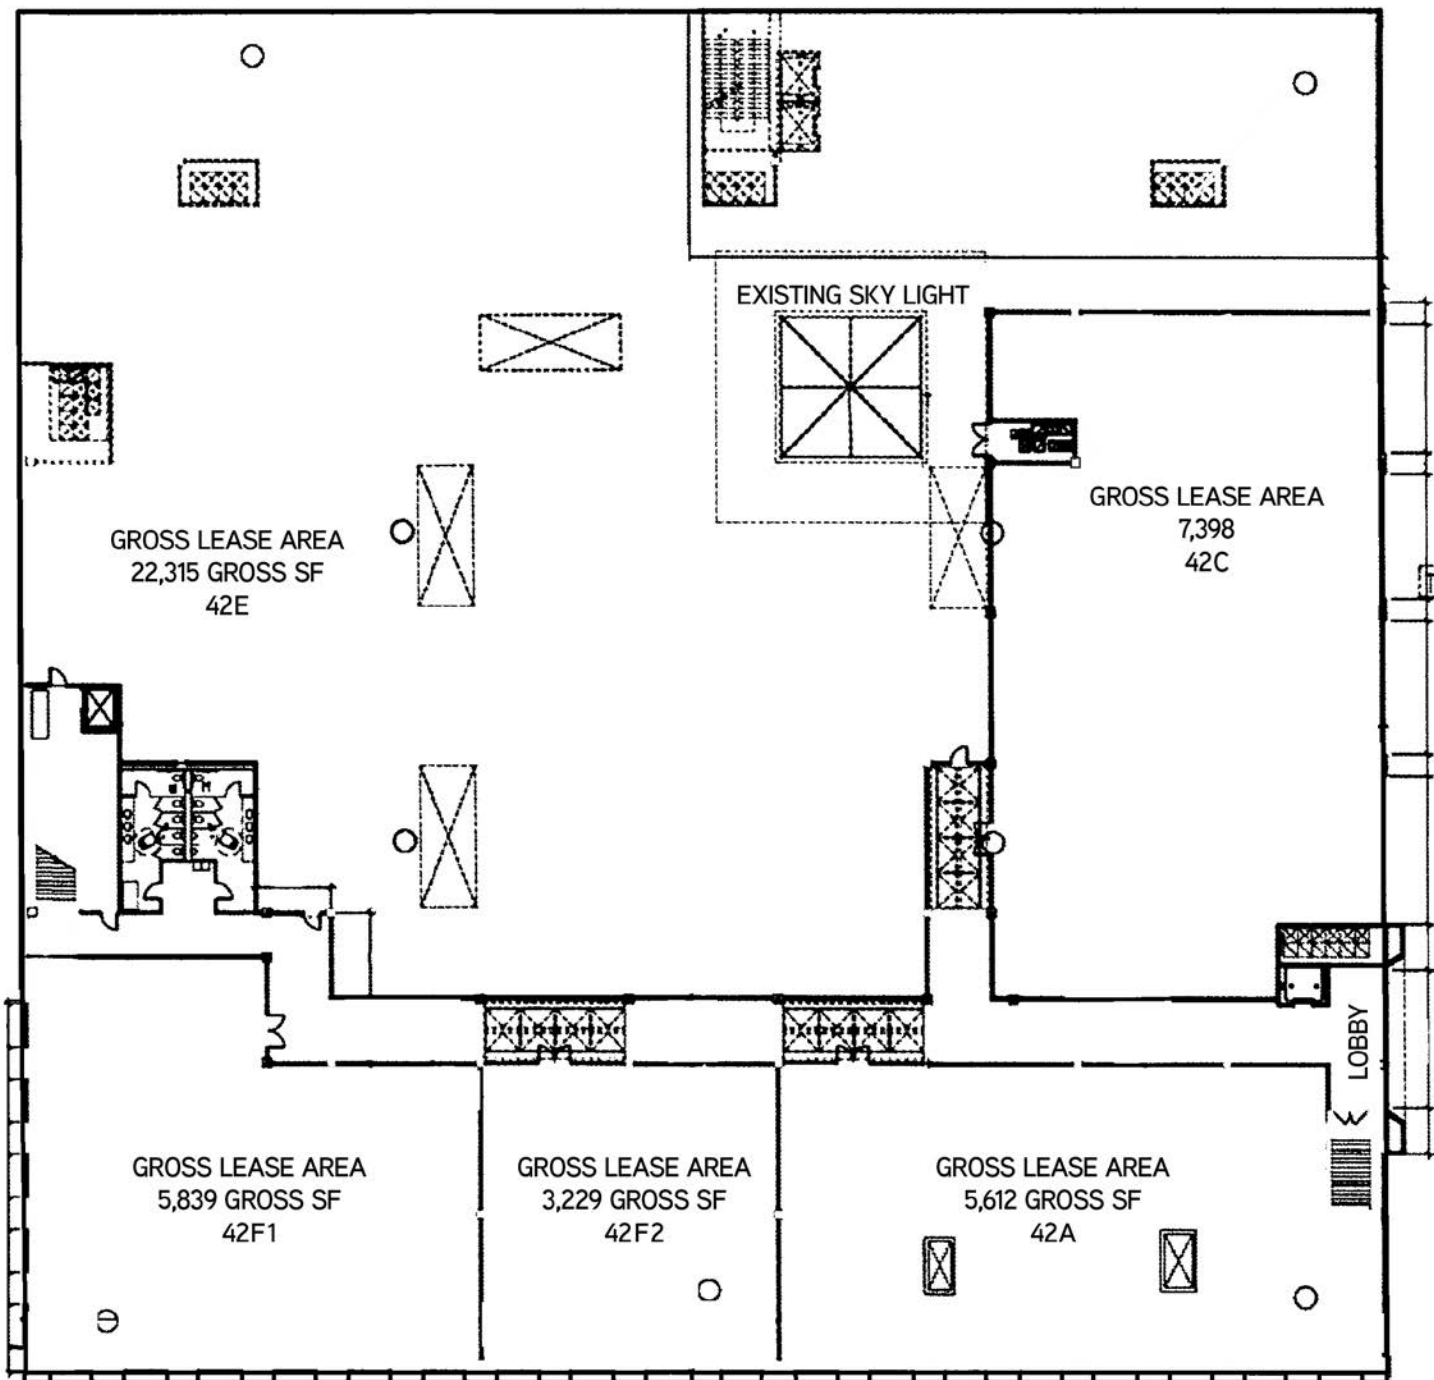 EXISTING SKY LIGHT
GROSS LEASE AREA
7,398
42C
GROSS LEASE AREA
22,315 GROSS SF
42E
LOBBY
GROSS LEASE AREA
5,839 GROSS SF
42F1
GROSS LEASE AREA
3,229 GROSS SF
42F2
GROSS LEASE AREA
5,612 GROSS SF
42A